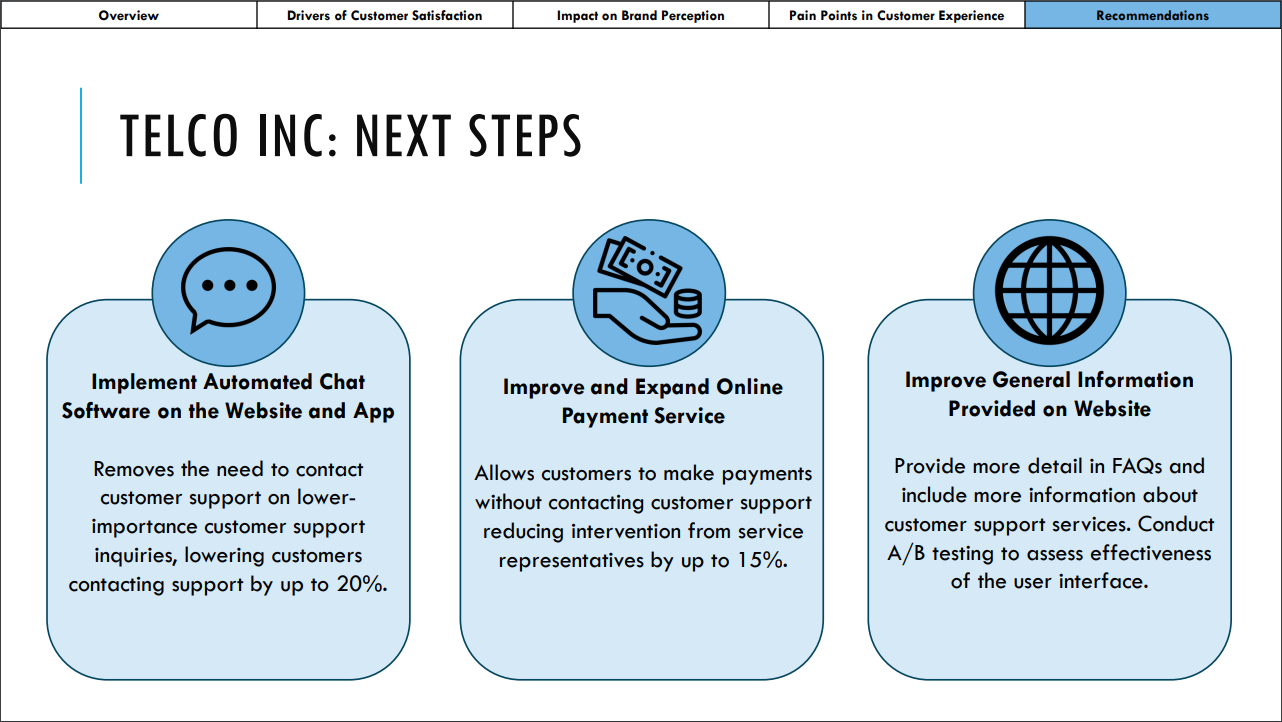 Overview
Drivers of Customer Satisfaction
Impact on Brand Perception
Pain Points in Customer Experience
Recommendations
TELCO INC: NEXT STEPS
Implement Automated Chat
Software on the Website and App
Removes the need to contact
customer support on lower-
importance customer support
inquiries, lowering customers
contacting support by up to 20%.
Improve and Expand Online
Payment Service
Allows customers to make payments
without contacting customer support
reducing intervention from service
representatives by up to 15%.
Improve General Information
Provided on Website
Provide more detail in FAQs and
include more information about
customer support services. Conduct
A/B testing to assess effectiveness
of the user interface.